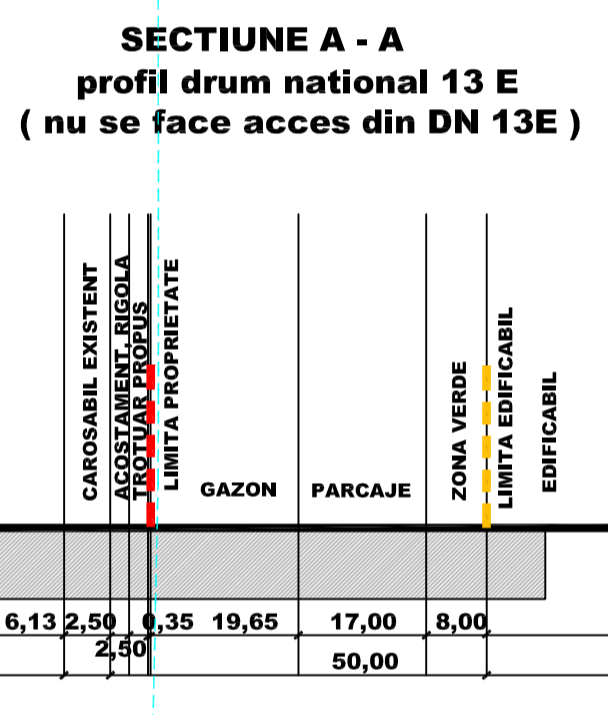 SECTIUNE A - A
profil drum national 13 E
( nu se face acces din DN 13E )
CAROSABIL EXISTENT
ACOSTAMENT, RIGOLA
TROTUAR PROPUS
LIMITA PROPRIETATE
GAZON
PARCAJE
ZONA VERDE
LIMITA EDIFICABIL
EDIFICABIL
6,13 2,50 0,35 19,65 17,00 8,00
2,50 50,00